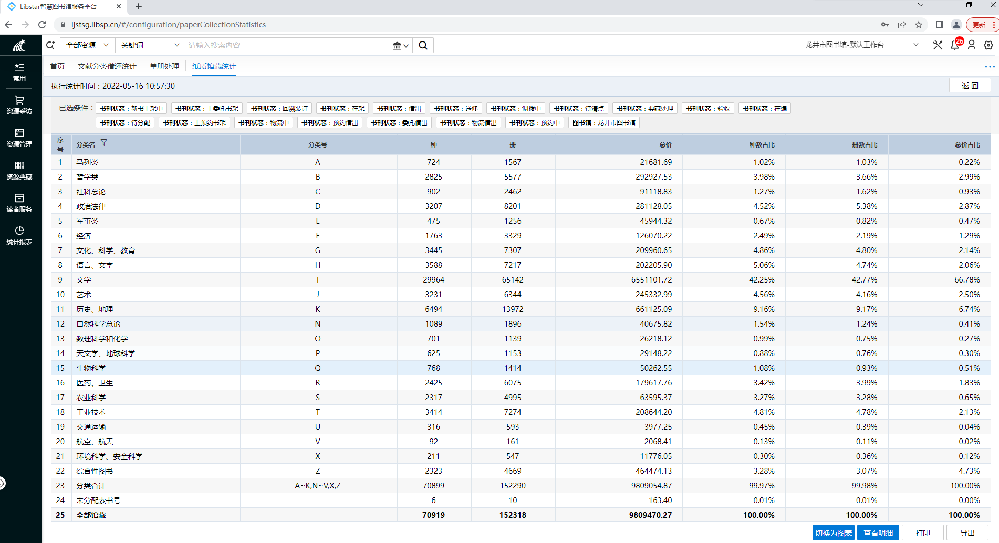 Libstar智慧图书馆服务平台
ljstsg.libsp.cn/#/configuration/paperCollectionStatistics 更新
全部资源 关键词 请输入搜索内容 龙井市图书馆-默认工作台 26
首页 文献分类借还统计 单册处理 纸质馆藏统计
常用
资源采访
资源管理
资源典藏
读者服务
统计报表
执行统计时间：2022-05-16 10:57:30 返 回
已选条件： 书刊状态：新书上架中 书刊状态：上委托书架 书刊状态：回溯装订 书刊状态：在架 书刊状态：借出 书刊状态：送修 书刊状态：调拨中 书刊状态：待清点 书刊状态：典藏处理 书刊状态：验收 书刊状态：在编
书刊状态：待分配 书刊状态：上预约书架 书刊状态：物流中 书刊状态：预约借出 书刊状态：委托借出 书刊状态：物流借出 书刊状态：预约中 图书馆：龙井市图书馆
序号 分类名 分类号 种 册 总价 种数占比 册数占比 总价占比
1 马列类 A 724 1567 21681.69 1.02% 1.03% 0.22%
2 哲学类 B 2825 5577 292927.53 3.98% 3.66% 2.99%
3 社科总论 C 902 2462 91118.83 1.27% 1.62% 0.93%
4 政治法律 D 3207 8201 281128.05 4.52% 5.38% 2.87%
5 军事类 E 475 1256 45944.32 0.67% 0.82% 0.47%
6 经济 F 1763 3329 126070.22 2.49% 2.19% 1.29%
7 文化、科学、教育 G 3445 7307 209960.65 4.86% 4.80% 2.14%
8 语言、文字 H 3588 7217 202205.90 5.06% 4.74% 2.06%
9 文学 I 29964 65142 6551101.72 42.25% 42.77% 66.78%
10 艺术 J 3231 6344 245332.99 4.56% 4.16% 2.50%
11 历史、地理 K 6494 13972 661125.09 9.16% 9.17% 6.74%
12 自然科学总论 N 1089 1896 40675.82 1.54% 1.24% 0.41%
13 数理科学和化学 O 701 1139 26218.12 0.99% 0.75% 0.27%
14 天文学、地球科学 P 625 1153 29148.22 0.88% 0.76% 0.30%
15 生物科学 Q 768 1414 50262.55 1.08% 0.93% 0.51%
16 医药、卫生 R 2425 6075 179617.76 3.42% 3.99% 1.83%
17 农业科学 S 2317 4995 63595.37 3.27% 3.28% 0.65%
18 工业技术 T 3414 7274 208644.20 4.81% 4.78% 2.13%
19 交通运输 U 316 593 3977.25 0.45% 0.39% 0.04%
20 航空、航天 V 92 161 2068.41 0.13% 0.11% 0.02%
21 环境科学、安全科学 X 211 547 11776.05 0.30% 0.36% 0.12%
22 综合性图书 Z 2323 4669 464474.13 3.28% 3.07% 4.73%
23 分类合计 A~K,N~V,X,Z 70899 152290 9809054.87 99.97% 99.98% 100.00%
24 未分配索书号 6 10 163.40 0.01% 0.01% 0.00%
25 全部馆藏 70919 152318 9809470.27 100.00% 100.00% 100.00%
切换为图表 查看明细 打印 导出